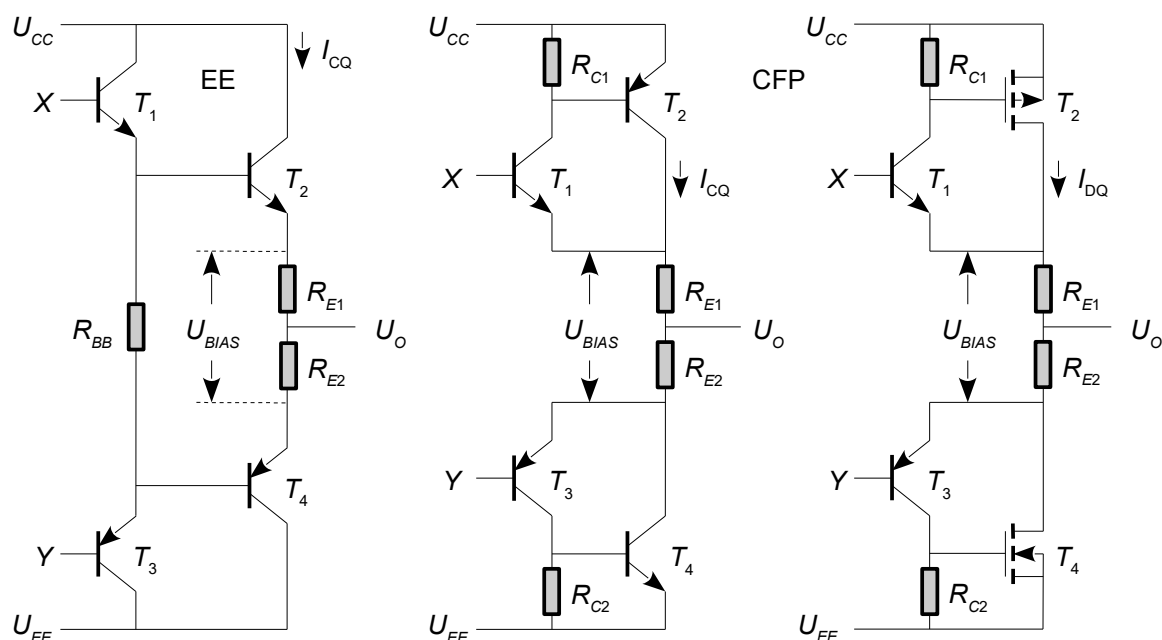 U_CC
EE
I_CQ
X
T_1
T_2
R_BB
U_BIAS
R_E1
U_O
R_E2
T_4
Y
T_3
U_EE
U_CC
R_C1
T_2
X
T_1
I_CQ
U_BIAS
R_E1
U_O
R_E2
Y
T_3
T_4
R_C2
U_EE
CFP
U_CC
R_C1
T_2
X
T_1
I_DQ
U_BIAS
R_E1
U_O
R_E2
Y
T_3
T_4
R_C2
U_EE